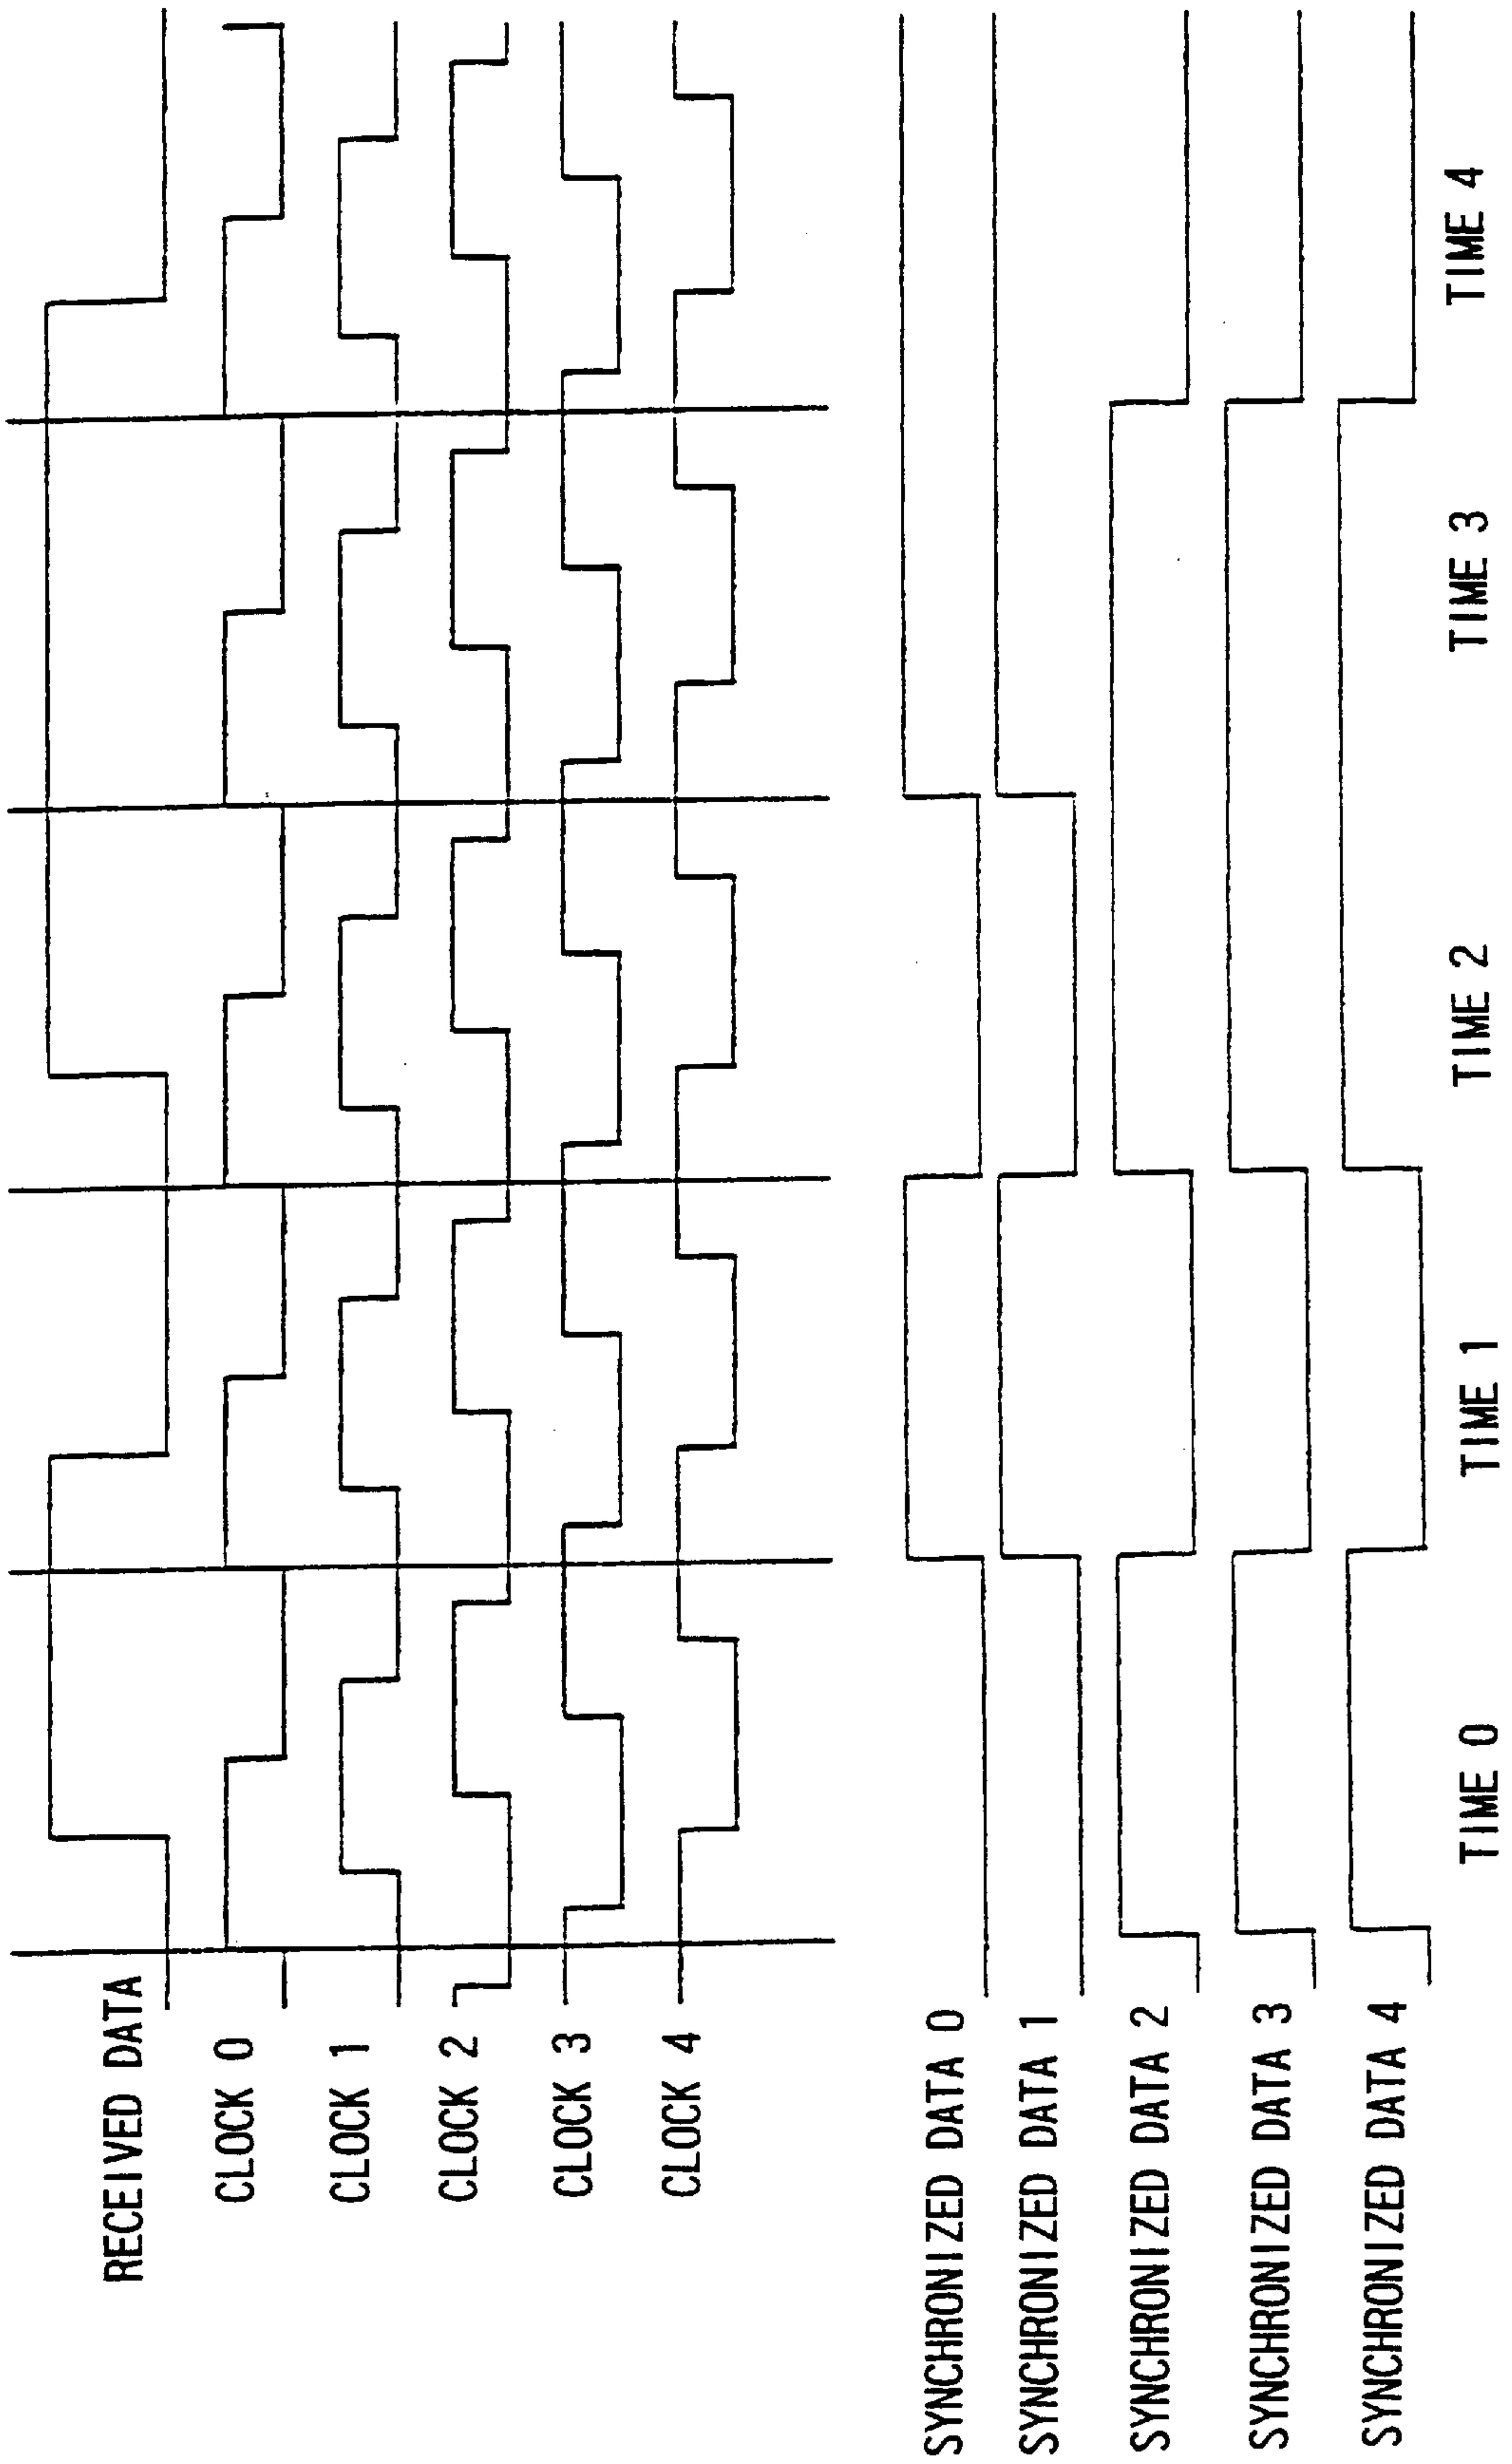 RECEIVED DATA
CLOCK 0
CLOCK 1
CLOCK 2
CLOCK 3
CLOCK 4
SYNCHRONIZED DATA 0
SYNCHRONIZED DATA 1
SYNCHRONIZED DATA 2
SYNCHRONIZED DATA 3
SYNCHRONIZED DATA 4
TIME 0
TIME 1
TIME 2
TIME 3
TIME 4